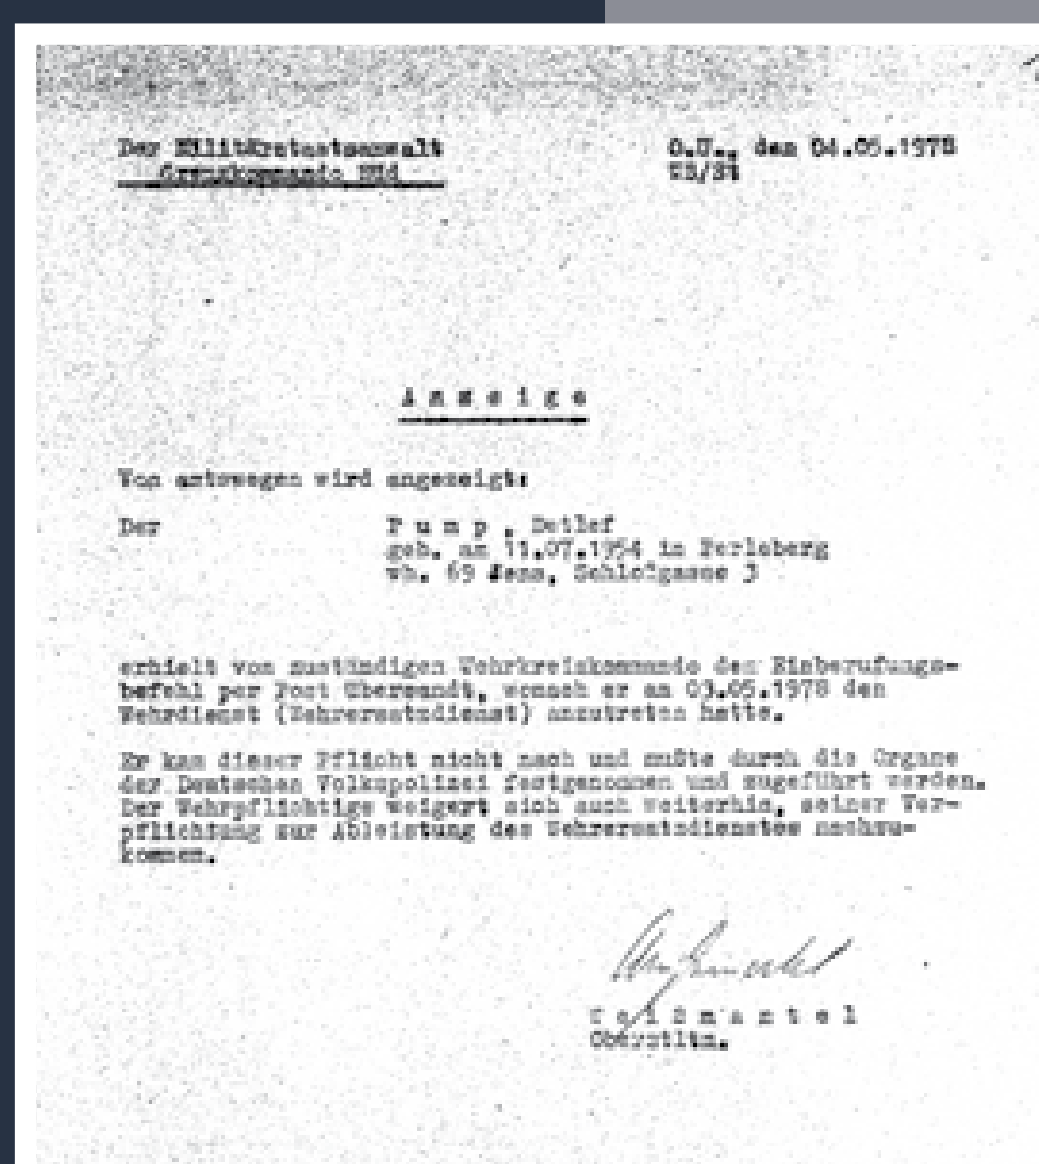 Der Militärstaatsanwalt
Grenzkommando Süd
O.U., den 04.05.1978
A n z e i g e
Von amtswegen wird angezeigt:
Der P u m p , Detlef
geb. am 11.07.1954 in Perleberg
wh. 69 Jena, Schloßgasse 3
erhielt vom zuständigen Wehrkreiskommando den Einberufungs-
befehl per Post übersandt, wonach er am 03.05.1978 den
Wehrdienst (Wehrersatzdienst) anzutreten hatte.
Er kam dieser Pflicht nicht nach und mußte durch die Organe
der Deutschen Volkspolizei festgenommen und zugeführt werden.
Der Wehrpflichtige weigert sich auch weiterhin, seiner Ver-
pflichtung zur Ableistung des Wehrersatzdienstes nachzu-
kommen.
Oberstltn.